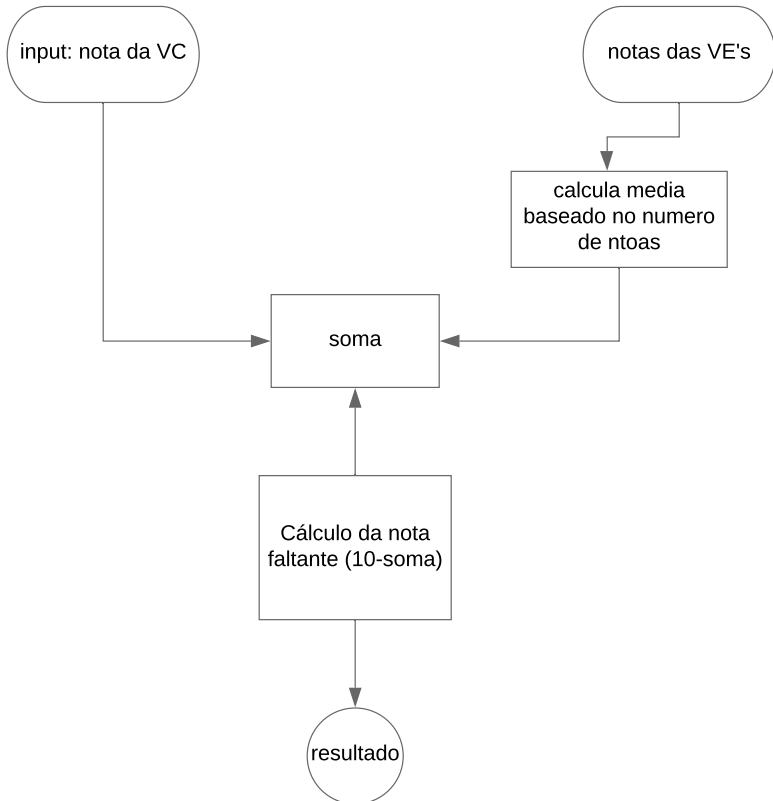 input: nota da VC
notas das VE's
calcula media
baseado no numero
de ntoas
soma
Cálculo da nota
faltante (10-soma)
resultado